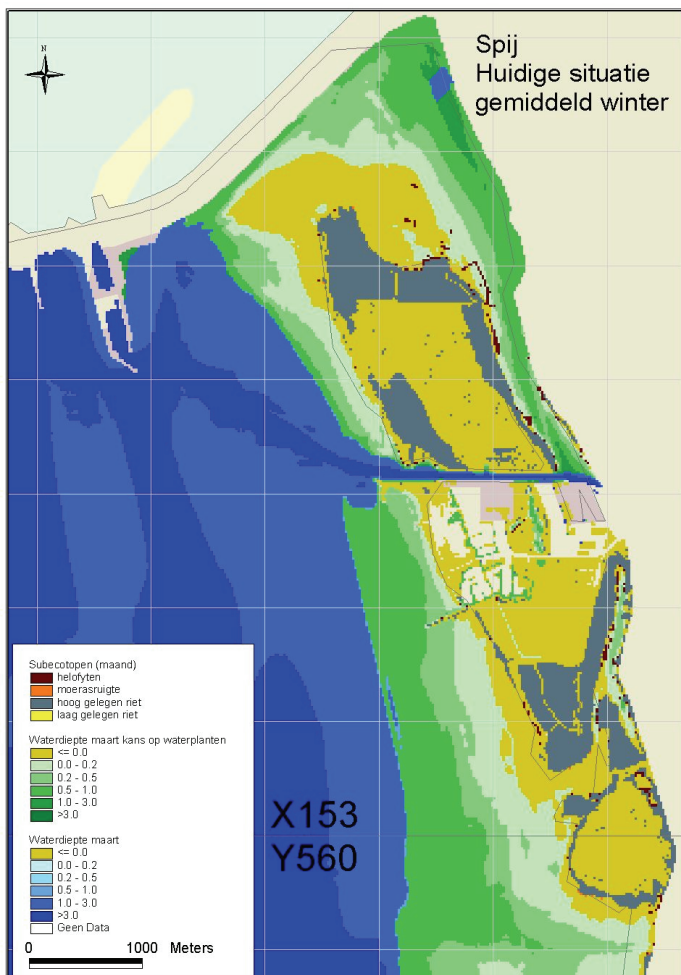 Spij
Huidige situatie
gemiddeld winter
N
X153
Y560
Subecotopen (maand)
helofyten
moerasruigte
hoog gelegen riet
laag gelegen riet
Waterdiepte maart kans op waterplanten
<= 0.0
0.0 - 0.2
0.2 - 0.5
0.5 - 1.0
1.0 - 3.0
>3.0
Waterdiepte maart
<= 0.0
0.0 - 0.2
0.2 - 0.5
0.5 - 1.0
1.0 - 3.0
>3.0
Geen Data
0 1000 Meters